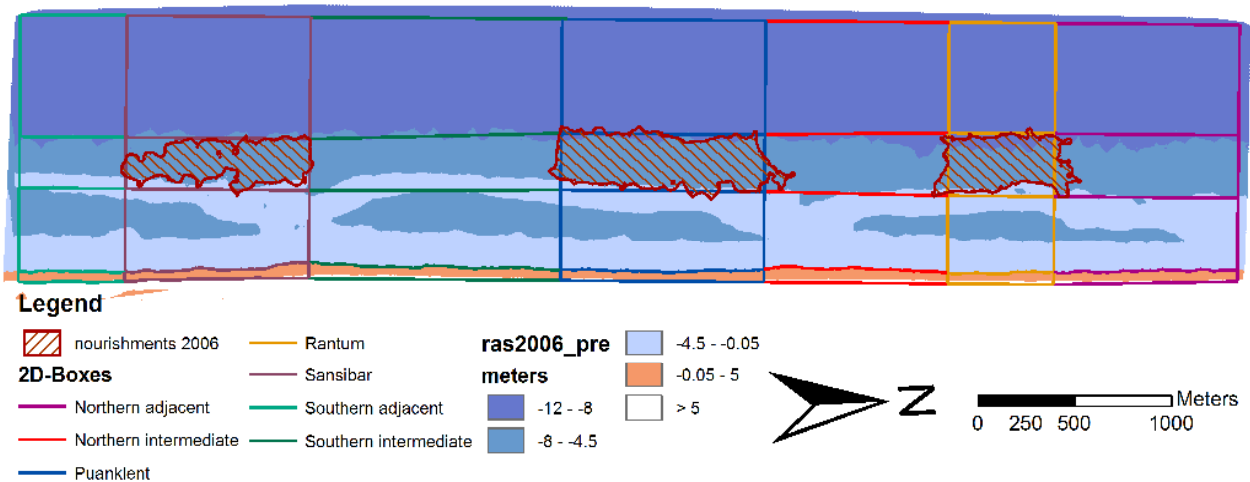 Legend
nourishments 2006
2D-Boxes
Northern adjacent
Northern intermediate
Puanklent
Rantum
Sansibar
Southern adjacent
Southern intermediate
ras2006_pre
meters
-12 - -8
-8 - -4.5
-4.5 - -0.05
-0.05 - 5
> 5
N
Meters
0 250 500 1000